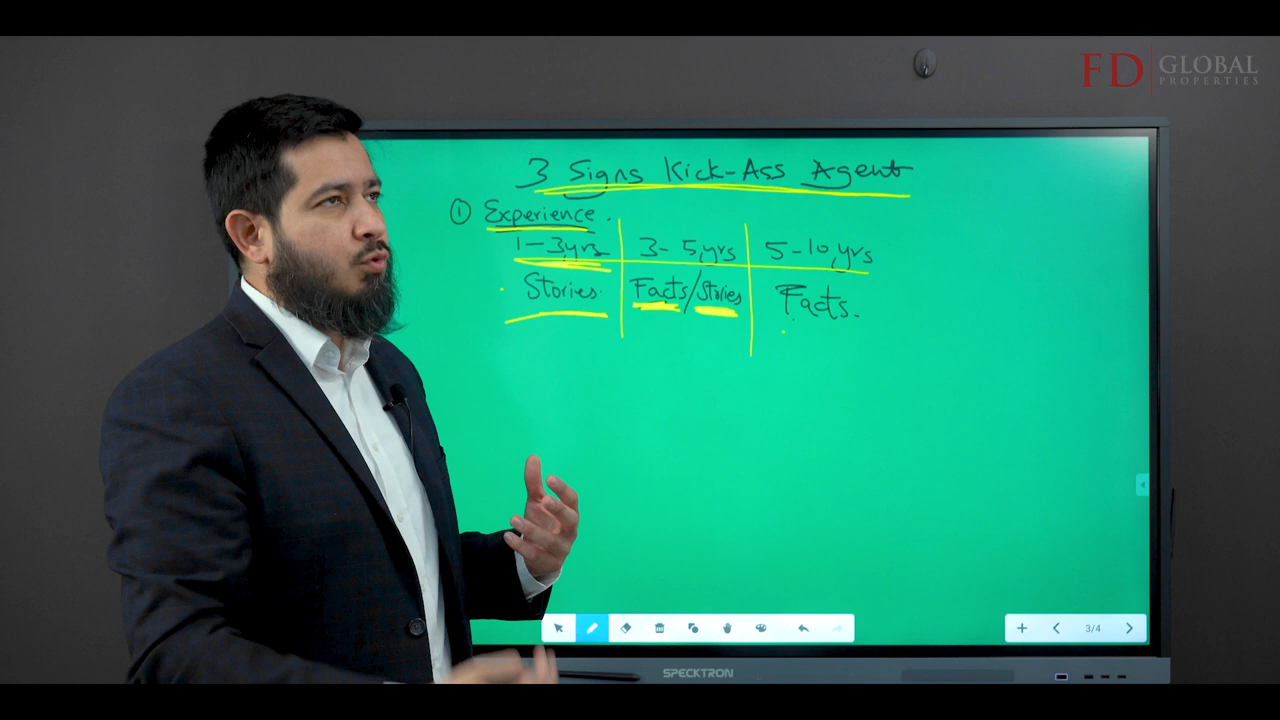 FD GLOBAL
PROPERTIES
3 Signs Kick-Ass Agent
① Experience.
1-3yrs 3-5yrs 5-10yrs
Stories. Facts/Stories Facts.
3/4
SPECKTRON